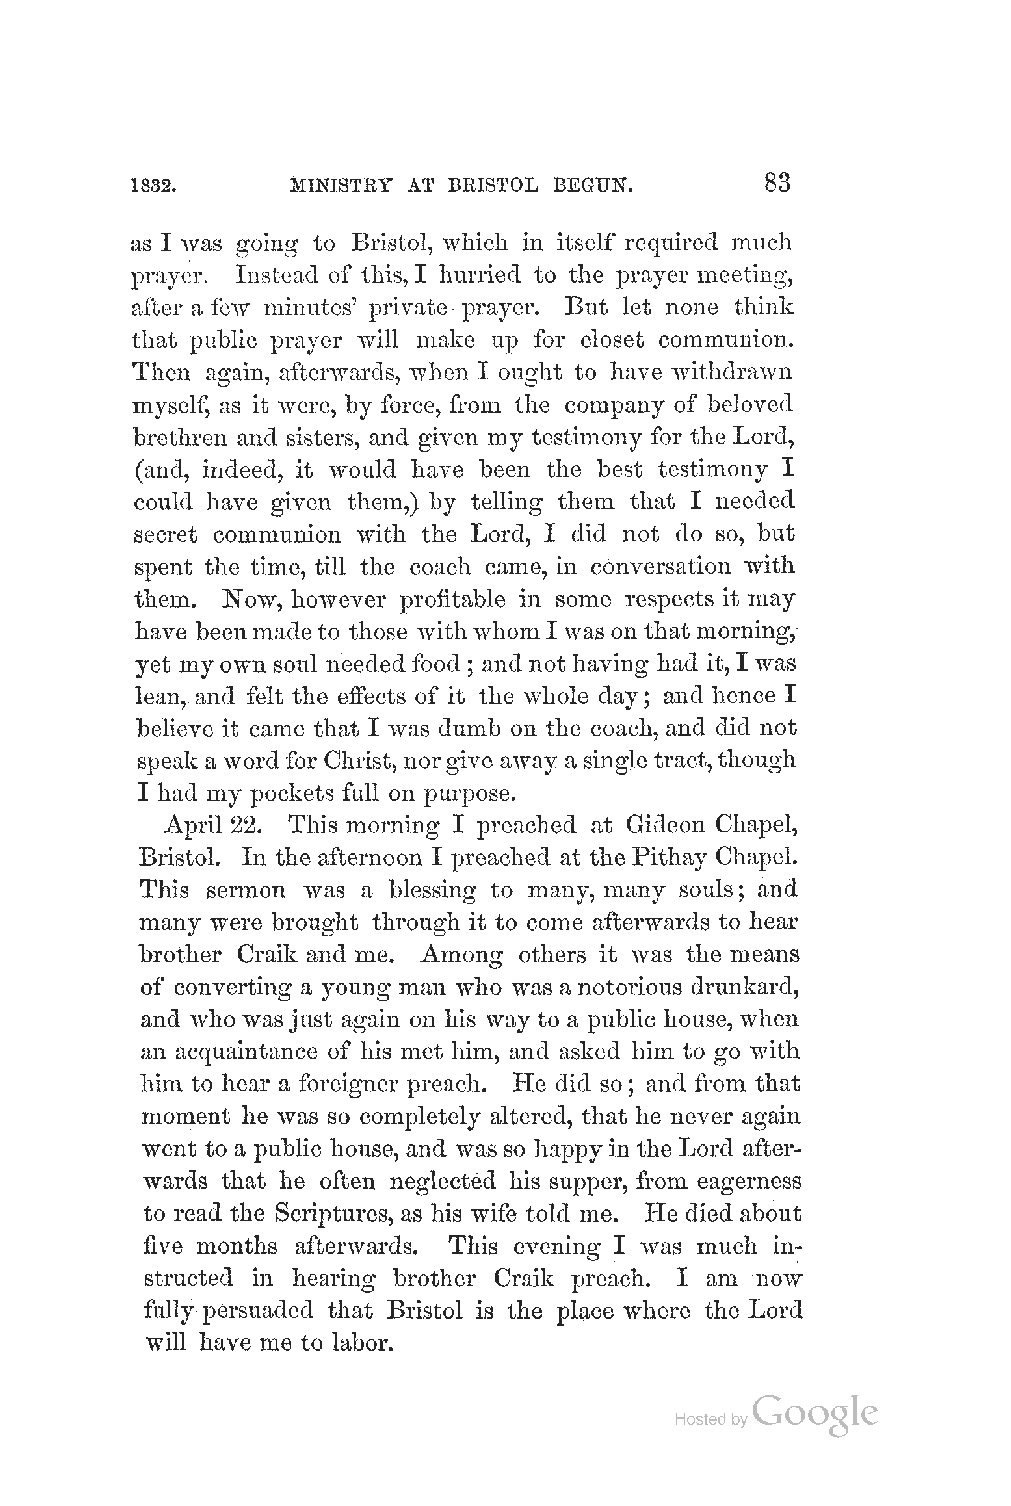 1832. MINISTRY AT BRISTOL BEGUN. 83
as I was going to Bristol, which in itself required much
prayer. Instead of this, I hurried to the prayer meeting,
after a few minutes' private prayer. But let none think
that public prayer will make up for closet communion.
Then again, afterwards, when I ought to have withdrawn
myself, as it were, by force, from the company of beloved
brethren and sisters, and given my testimony for the Lord,
(and, indeed, it would have been the best testimony I
could have given them,) by telling them that I needed
secret communion with the Lord, I did not do so, but
spent the time, till the coach came, in conversation with
them. Now, however profitable in some respects it may
have been made to those with whom I was on that morning,
yet my own soul needed food; and not having had it, I was
lean, and felt the effects of it the whole day; and hence I
believe it came that I was dumb on the coach, and did not
speak a word for Christ, nor give away a single tract, though
I had my pockets full on purpose.
April 22. This morning I preached at Gideon Chapel,
Bristol. In the afternoon I preached at the Pithay Chapel.
This sermon was a blessing to many, many souls; and
many were brought through it to come afterwards to hear
brother Craik and me. Among others it was the means
of converting a young man who was a notorious drunkard,
and who was just again on his way to a public house, when
an acquaintance of his met him, and asked him to go with
him to hear a foreigner preach. He did so; and from that
moment he was so completely altered, that he never again
went to a public house, and was so happy in the Lord after-
wards that he often neglected his supper, from eagerness
to read the Scriptures, as his wife told me. He died about
five months afterwards. This evening I was much in-
structed in hearing brother Craik preach. I am now
fully persuaded that Bristol is the place where the Lord
will have me to labor.
Hosted by Google